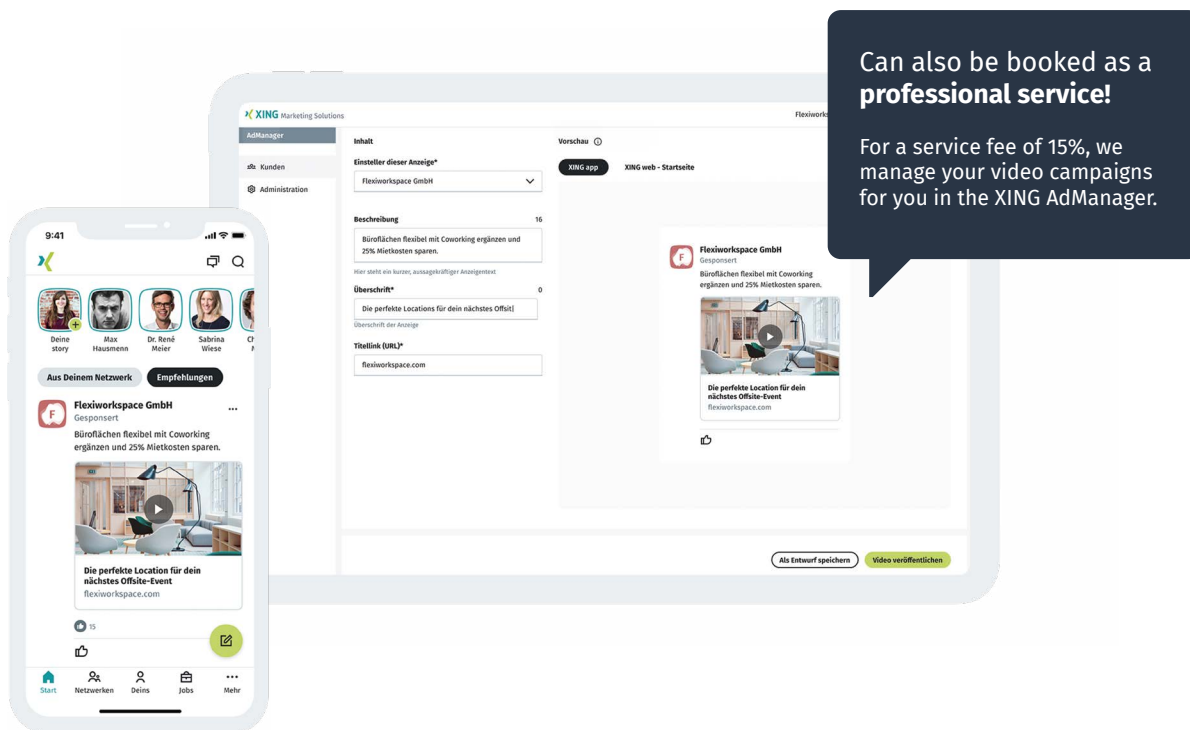 Can also be booked as a
professional service!
For a service fee of 15%, we
manage your video campaigns
for you in the XING AdManager.
XING Marketing Solutions
Flexiwork
AdManager
Kunden
Administration
Inhalt
Einsteller dieser Anzeige*
Flexiworkspace GmbH
Beschreibung
16
Büroflächen flexibel mit Coworking ergänzen und
25% Mietkosten sparen.
Hier steht ein kurzer, aussagekräftiger Anzeigentext
Überschrift*
0
Die perfekte Locations für dein nächstes Offsit
Überschrift der Anzeige
Titellink (URL)*
flexiworkspace.com
Vorschau
XING app
XING web - Startseite
F
Flexiworkspace GmbH
Gesponsert
Büroflächen flexibel mit Coworking
ergänzen und 25% Mietkosten sparen.
Die perfekte Location für dein
nächstes Offsite-Event
flexiworkspace.com
Als Entwurf speichern
Video veröffentlichen
9:41
Deine
story
Max
Hausmenn
Dr. René
Meier
Sabrina
Wiese
Aus Deinem Netzwerk
Empfehlungen
F
Flexiworkspace GmbH
Gesponsert
Büroflächen flexibel mit Coworking
ergänzen und 25% Mietkosten sparen.
Die perfekte Location für dein
nächstes Offsite-Event
flexiworkspace.com
15
Start
Netzwerken
Deins
Jobs
Mehr